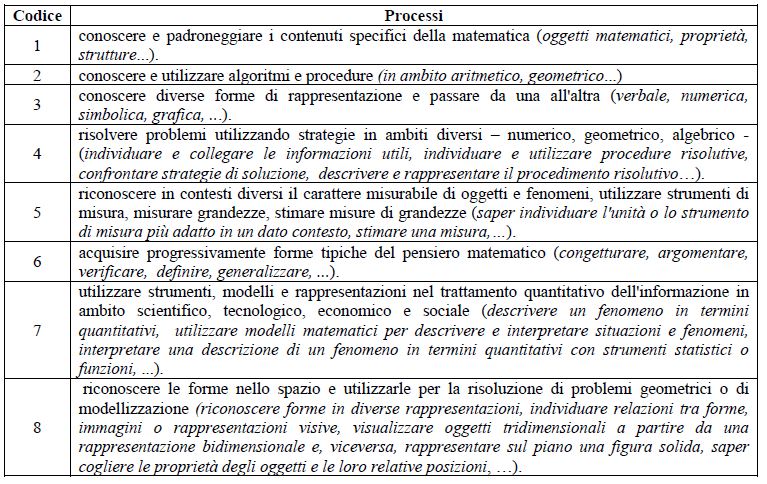 Codice Processi
1 conoscere e padroneggiare i contenuti specifici della matematica (oggetti matematici, proprietà,
strutture...).
2 conoscere e utilizzare algoritmi e procedure (in ambito aritmetico, geometrico...)
3 conoscere diverse forme di rappresentazione e passare da una all'altra (verbale, numerica,
simbolica, grafica, ...).
4 risolvere problemi utilizzando strategie in ambiti diversi – numerico, geometrico, algebrico -
(individuare e collegare le informazioni utili, individuare e utilizzare procedure risolutive,
confrontare strategie di soluzione, descrivere e rappresentare il procedimento risolutivo…).
5 riconoscere in contesti diversi il carattere misurabile di oggetti e fenomeni, utilizzare strumenti di
misura, misurare grandezze, stimare misure di grandezze (saper individuare l'unità o lo strumento
di misura più adatto in un dato contesto, stimare una misura,…).
6 acquisire progressivamente forme tipiche del pensiero matematico (congetturare, argomentare,
verificare, definire, generalizzare, ...).
7 utilizzare strumenti, modelli e rappresentazioni nel trattamento quantitativo dell'informazione in
ambito scientifico, tecnologico, economico e sociale (descrivere un fenomeno in termini
quantitativi, utilizzare modelli matematici per descrivere e interpretare situazioni e fenomeni,
interpretare una descrizione di un fenomeno in termini quantitativi con strumenti statistici o
funzioni, ...).
8 riconoscere le forme nello spazio e utilizzarle per la risoluzione di problemi geometrici o di
modellizzazione (riconoscere forme in diverse rappresentazioni, individuare relazioni tra forme,
immagini o rappresentazioni visive, visualizzare oggetti tridimensionali a partire da una
rappresentazione bidimensionale e, viceversa, rappresentare sul piano una figura solida, saper
cogliere le proprietà degli oggetti e le loro relative posizioni, …).